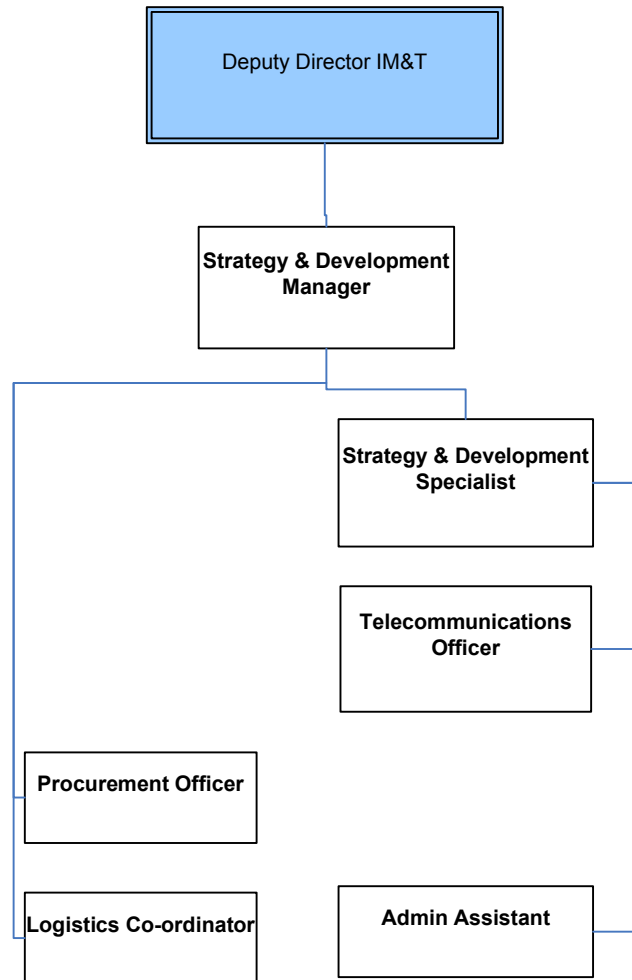 Deputy Director IM&T
Strategy & Development
Manager
Strategy & Development
Specialist
Telecommunications
Officer
Procurement Officer
Logistics Co-ordinator
Admin Assistant